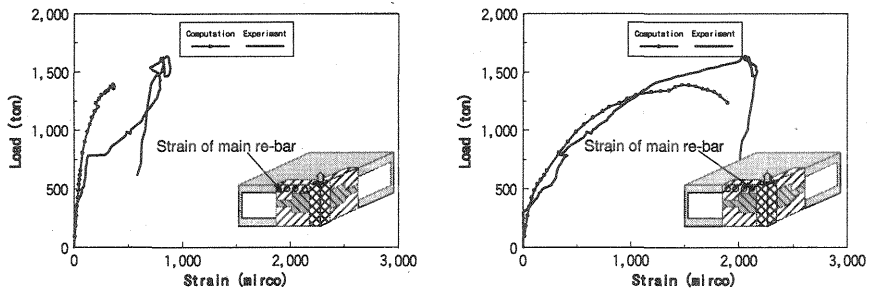 2,000
1,500
1,000
500
0
Load (ton)
Computation Experiment
Strain of main re-bar
0 1,000 2,000 3,000
Strain (mirco)
2,000
1,500
1,000
500
0
Load (ton)
Computation Experiment
Strain of main re-bar
0 1,000 2,000 3,000
Strain (mirco)